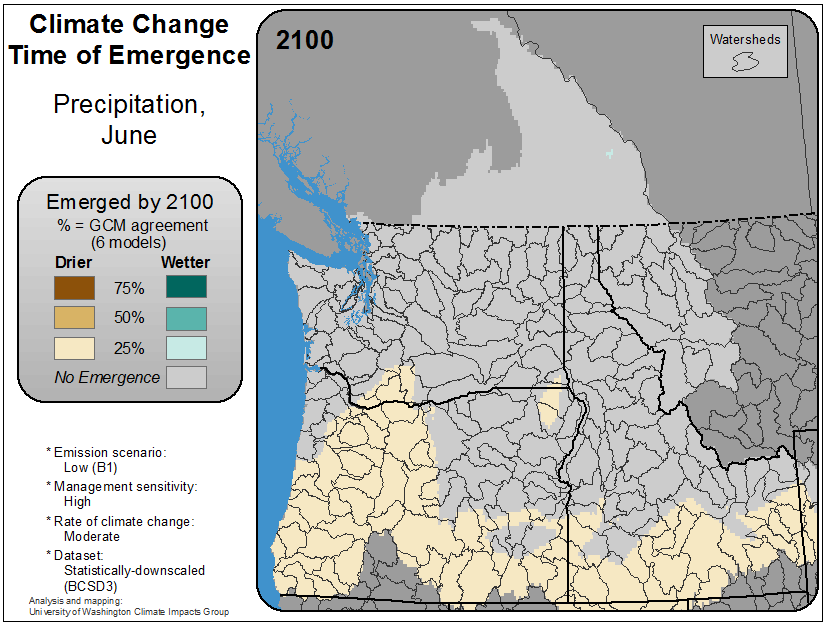 Climate Change
Time of Emergence
Precipitation,
June
Emerged by 2100
% = GCM agreement
(6 models)
Drier Wetter
75%
50%
25%
No Emergence
* Emission scenario:
Low (B1)
* Management sensitivity:
High
* Rate of climate change:
Moderate
* Dataset:
Statistically-downscaled
(BCSD3)
Analysis and mapping:
University of Washington Climate Impacts Group
2100
Watersheds